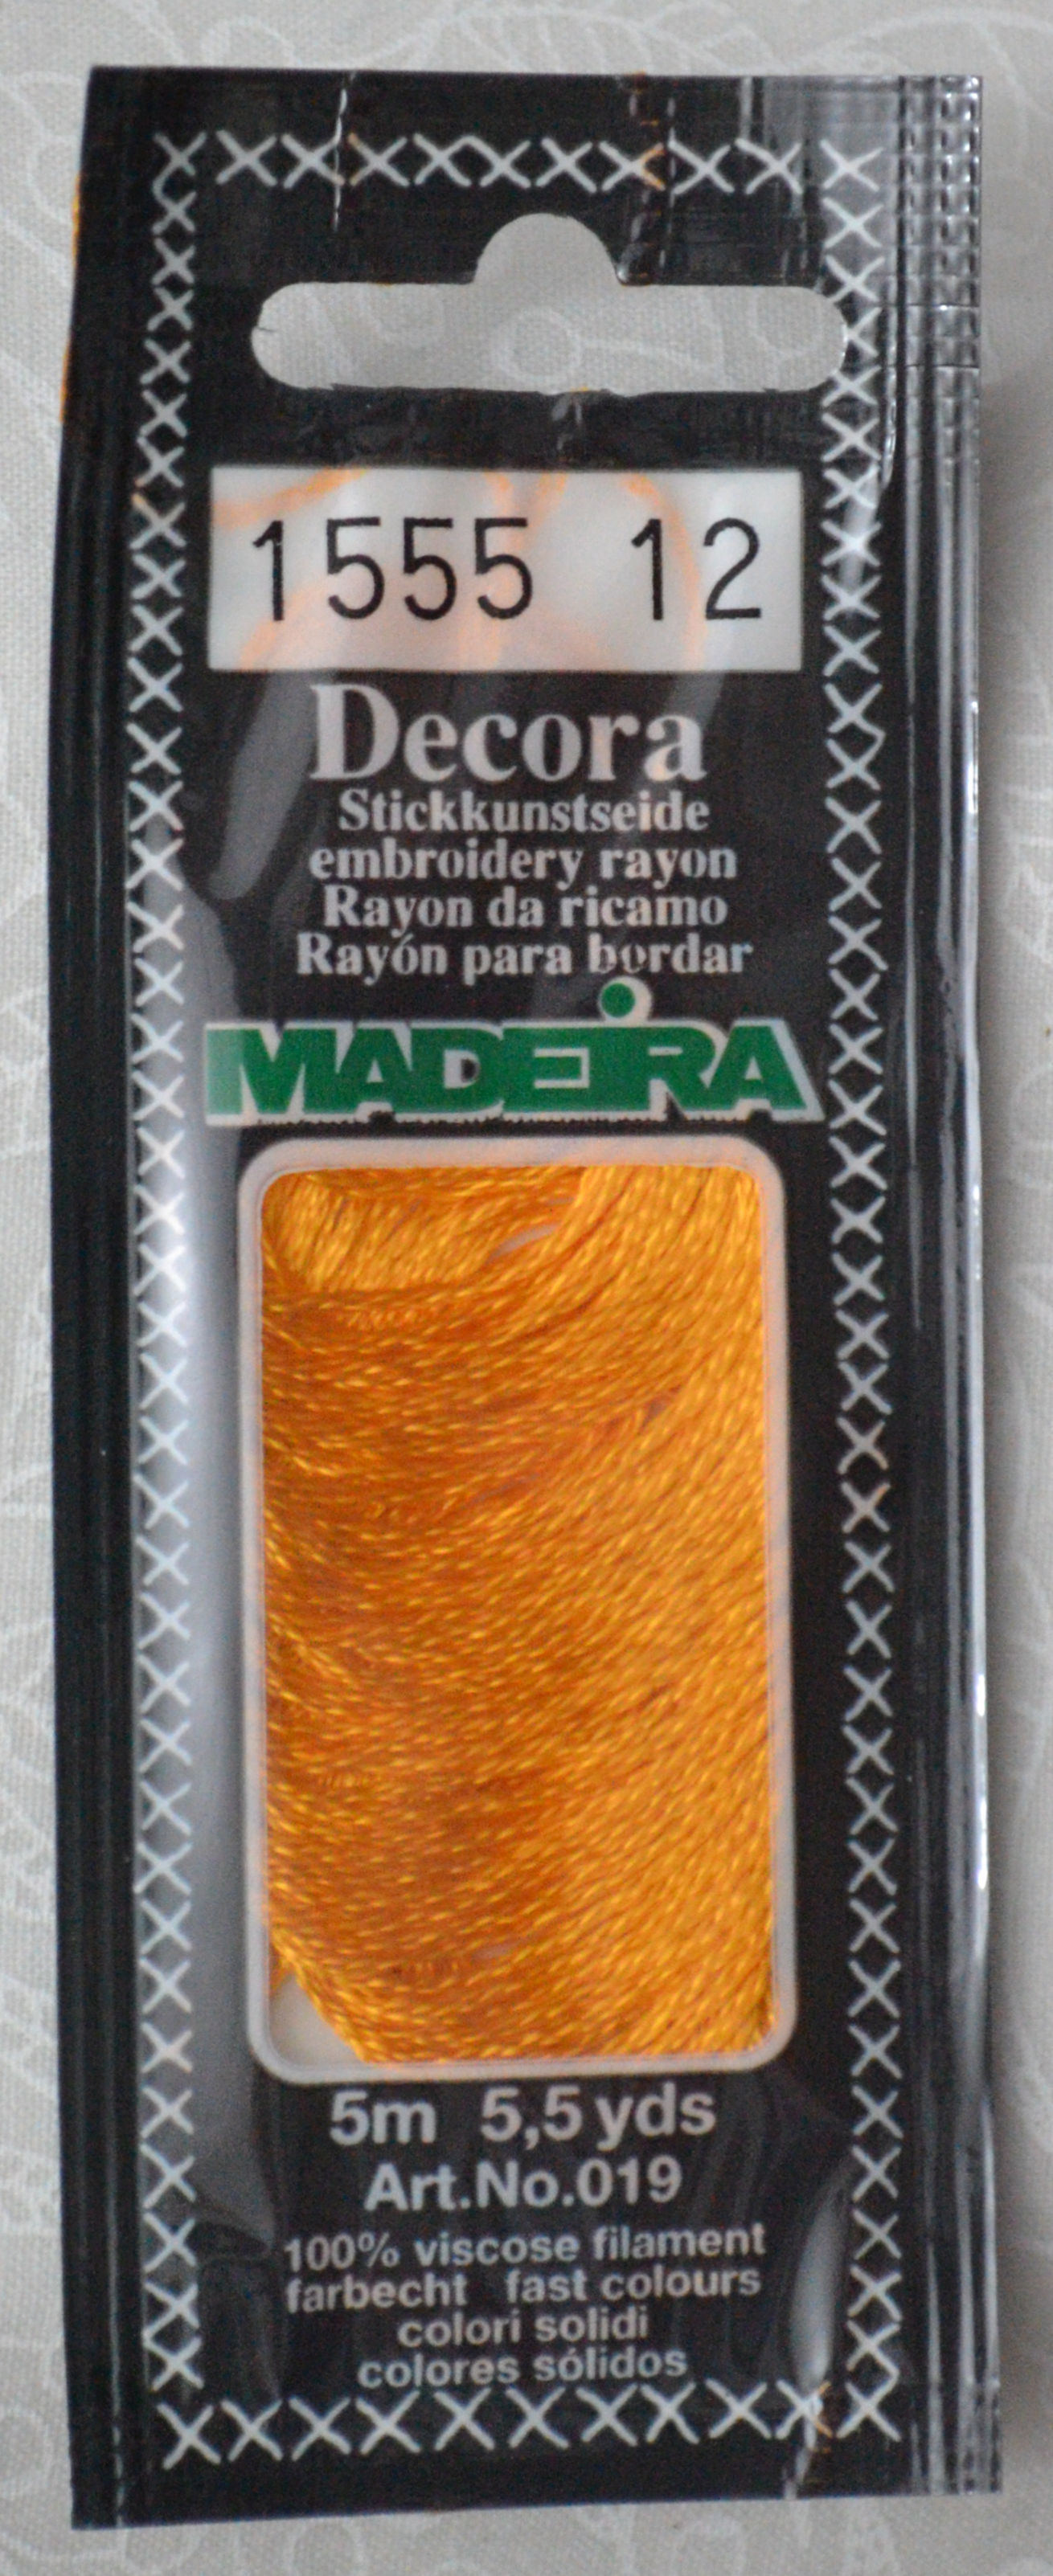 1555 12
Decora
Stickkunstseide
embroidery rayon
Rayon da ricamo
Rayón para bordar
MADEIRA
5m 5,5 yds
Art.No.019
100% viscose filament
farbecht fast colours
colori solidi
colores sólidos